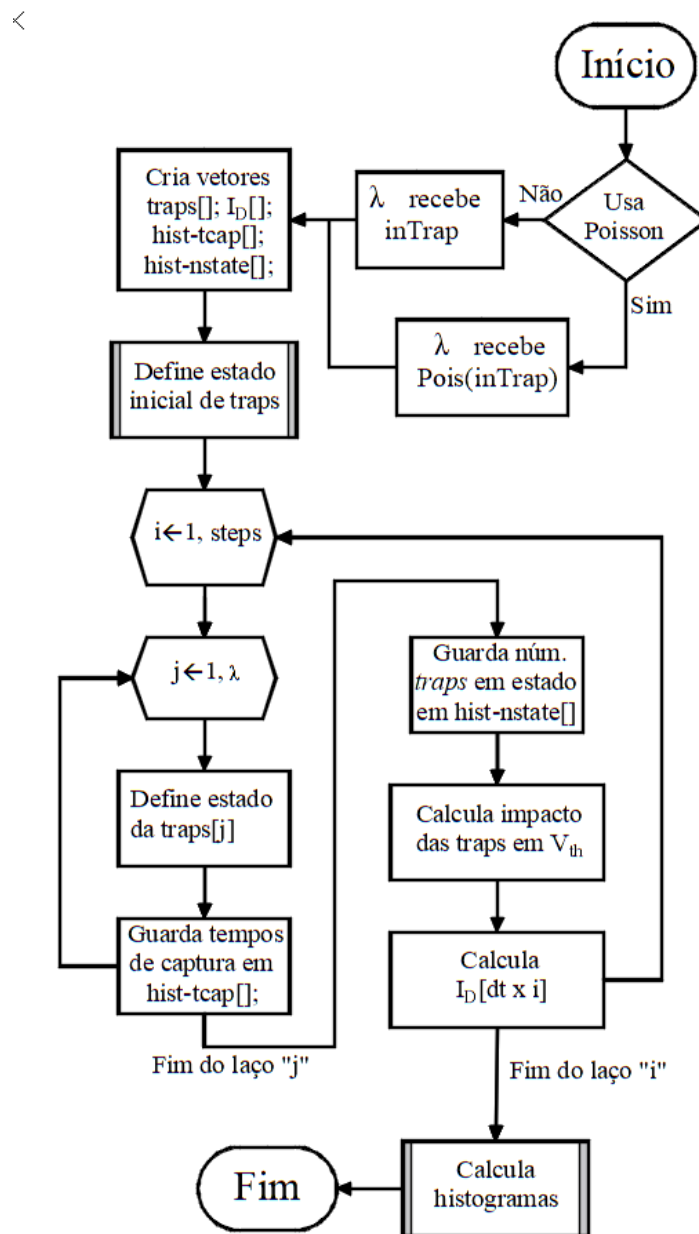 Início
Usa
Poisson
Não
Sim
λ recebe
inTrap
λ recebe
Pois(inTrap)
Cria vetores
traps[]; I_D[];
hist-tcap[];
hist-nstate[];
Define estado
inicial de traps
i←1, steps
j←1, λ
Define estado
da traps[j]
Guarda tempos
de captura em
hist-tcap[];
Fim do laço "j"
Guarda núm.
traps em estado
em hist-nstate[]
Calcula impacto
das traps em V_th
Calcula
I_D[dt x i]
Fim do laço "i"
Calcula
histogramas
Fim